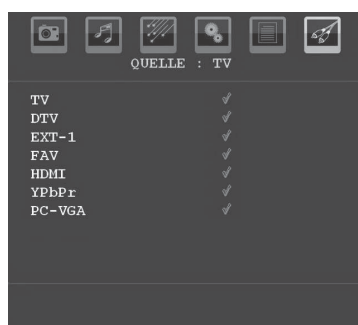 QUELLE : TV
TV
DTV
EXT-1
FAV
HDMI
YPbPr
PC-VGA